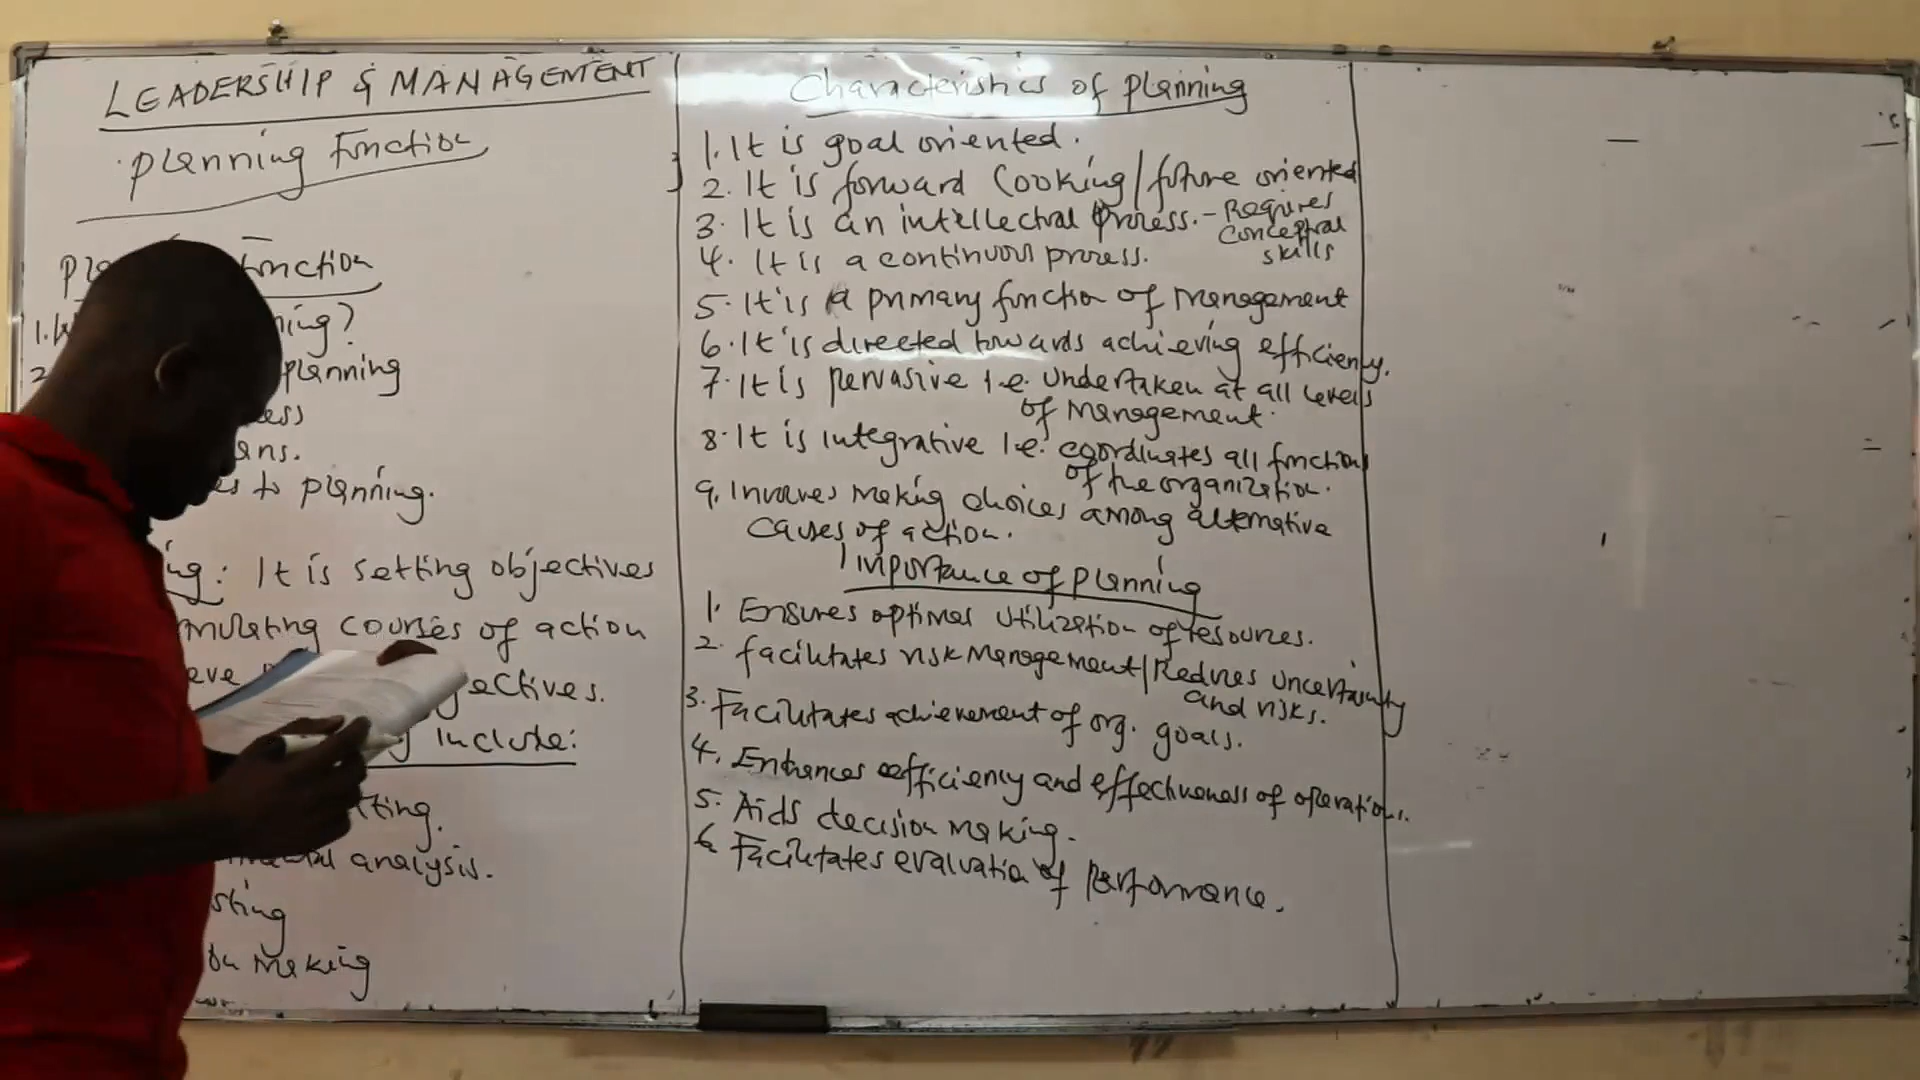 LEADERSHIP & MANAGEMENT
planning Function
Function
1.
ning?
2
planning
ess
ans.
es to planning.
ng: It is setting objectives
mulating courses of action
eve
jectives.
g include:
tting.
mental analysis.
sting
on making
Characteristics of planning
1. It is goal oriented.
2. It is forward Cooking/future oriented
3. It is an intellectual process. - Requires
Conceptual
skills
4. It is a continuous process.
5. It is a primary function of management
6. It is directed towards achieving efficiency.
7. It is pervasive i.e. undertaken at all levels
of management.
8. It is integrative i.e. coordinates all functions
of the organization.
9. Involves making choices among alternative
causes of action.
Importance of planning
1. Ensures optimal utilization of resources.
2. facilitates risk management/Reduces uncertainty
and risks.
3. Facilitates achievement of org. goals.
4. Enhances efficiency and effectiveness of operations.
5. Aids decision making.
6 Facilitates evaluation of performance.